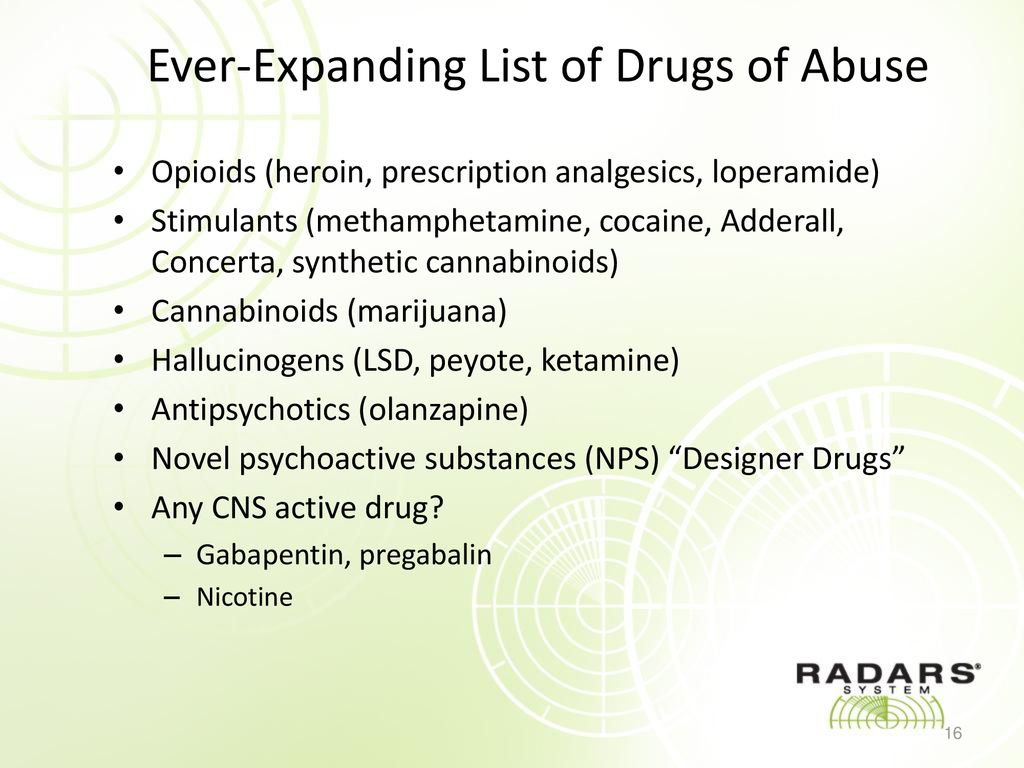 Ever-Expanding List of Drugs of Abuse
• Opioids (heroin, prescription analgesics, loperamide)
• Stimulants (methamphetamine, cocaine, Adderall,
Concerta, synthetic cannabinoids)
• Cannabinoids (marijuana)
• Hallucinogens (LSD, peyote, ketamine)
• Antipsychotics (olanzapine)
• Novel psychoactive substances (NPS) “Designer Drugs”
• Any CNS active drug?
– Gabapentin, pregabalin
– Nicotine
RADARS®
SYSTEM
16